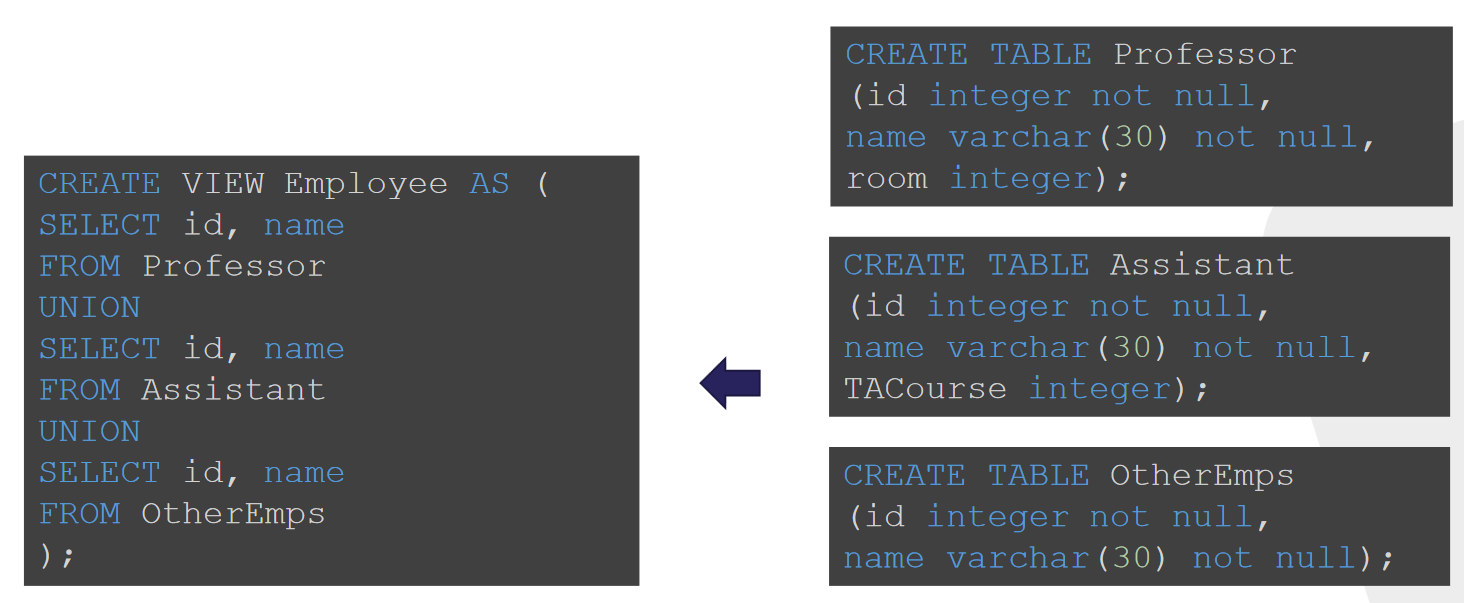 CREATE VIEW Employee AS (
SELECT id, name
FROM Professor
UNION
SELECT id, name
FROM Assistant
UNION
SELECT id, name
FROM OtherEmps
);
CREATE TABLE Professor
(id integer not null,
name varchar(30) not null,
room integer);
CREATE TABLE Assistant
(id integer not null,
name varchar(30) not null,
TACourse integer);
CREATE TABLE OtherEmps
(id integer not null,
name varchar(30) not null);